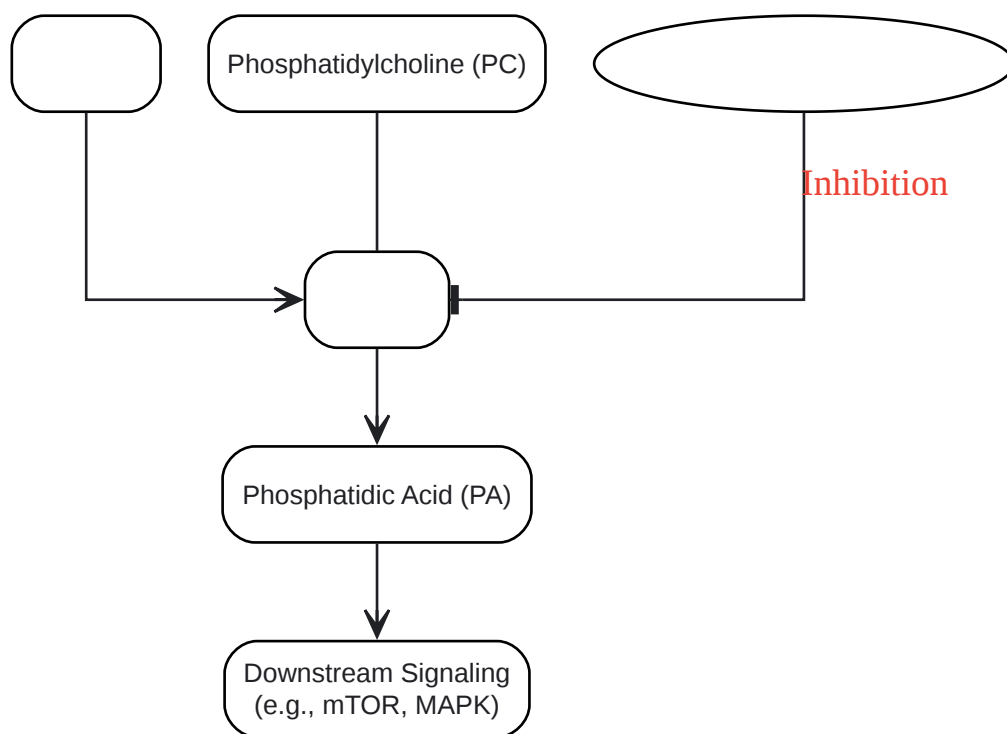 Phosphatidylcholine (PC)
Inhibition
Phosphatidic Acid (PA)
Downstream Signaling
(e.g., mTOR, MAPK)